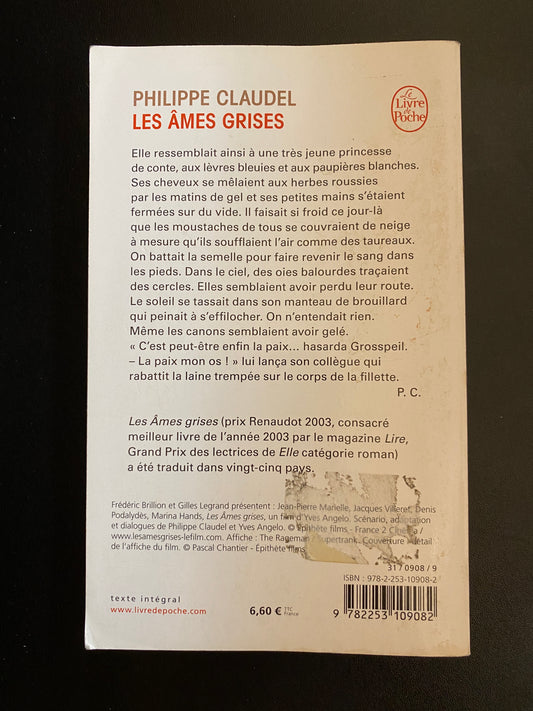 PHILIPPE CLAUDEL
LES ÂMES GRISES
Le
Livre
de
Poche
Elle ressemblait ainsi à une très jeune princesse
de conte, aux lèvres bleuies et aux paupières blanches.
Ses cheveux se mêlaient aux herbes roussies
par les matins de gel et ses petites mains s'étaient
fermées sur du vide. Il faisait si froid ce jour-là
que les moustaches de tous se couvraient de neige
à mesure qu'ils soufflaient l'air comme des taureaux.
On battait la semelle pour faire revenir le sang dans
les pieds. Dans le ciel, des oies balourdes traçaient
des cercles. Elles semblaient avoir perdu leur route.
Le soleil se tassait dans son manteau de brouillard
qui peinait à s'effilocher. On n'entendait rien.
Même les canons semblaient avoir gelé.
« C'est peut-être enfin la paix... hasarda Grosspeil.
– La paix mon os ! » lui lança son collègue qui
rabattit la laine trempée sur le corps de la fillette.
P. C.
Les Âmes grises (prix Renaudot 2003, consacré
meilleur livre de l'année 2003 par le magazine Lire,
Grand Prix des lectrices de Elle catégorie roman)
a été traduit dans vingt-cinq pays.
Frédéric Brillion et Gilles Legrand présentent : Jean-Pierre Marielle, Jacques Villeret, Denis
Podalydès, Marina Hands, Les Âmes grises, un film d'Yves Angelo. Scénario, adaptation
et dialogues de Philippe Claudel et Yves Angelo. © Épithète films - France 2 Cinéma /
www.lesamesgrises-lefilm.com. Affiche : The Rageman / Supertrank. Couverture : détail
de l'affiche du film. © Pascal Chantier - Épithète films
31/0908/9
ISBN : 978-2-253-10908-2
texte intégral
www.livredepoche.com
6,60 € TTC
France
9 782253 109082